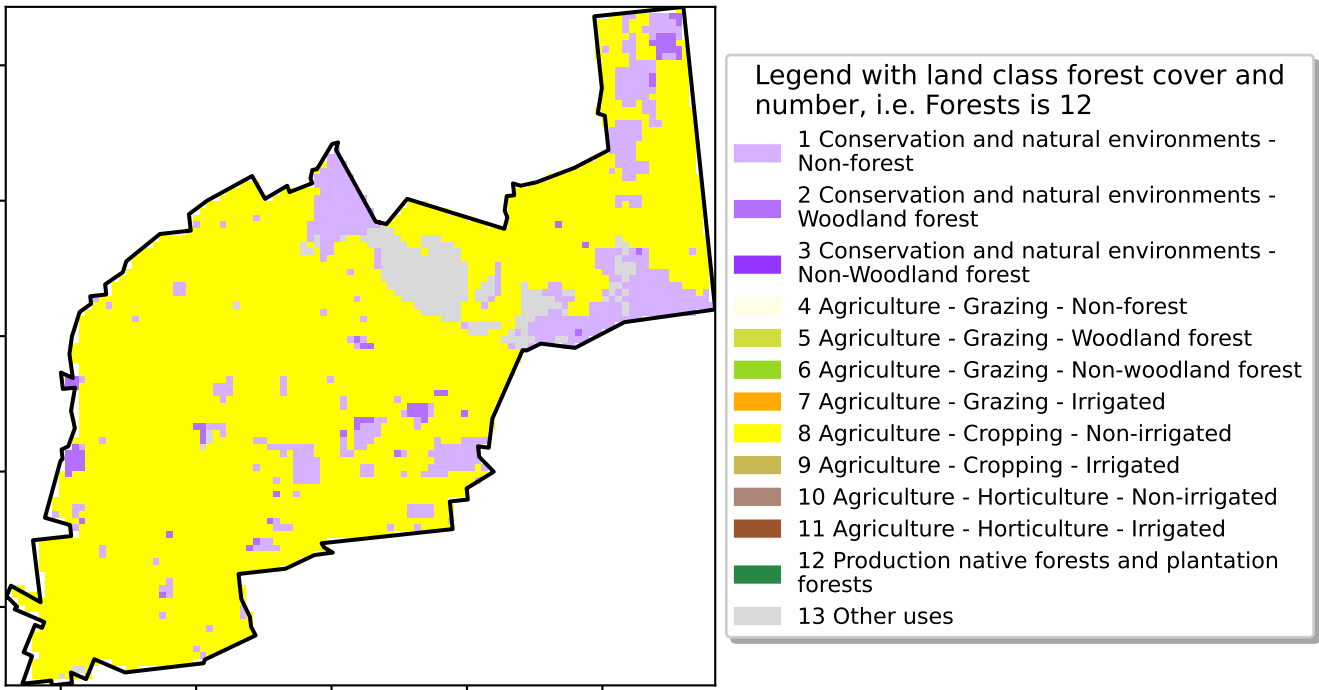 Legend with land class forest cover and
number, i.e. Forests is 12
1 Conservation and natural environments -
Non-forest
2 Conservation and natural environments -
Woodland forest
3 Conservation and natural environments -
Non-Woodland forest
4 Agriculture - Grazing - Non-forest
5 Agriculture - Grazing - Woodland forest
6 Agriculture - Grazing - Non-woodland forest
7 Agriculture - Grazing - Irrigated
8 Agriculture - Cropping - Non-irrigated
9 Agriculture - Cropping - Irrigated
10 Agriculture - Horticulture - Non-irrigated
11 Agriculture - Horticulture - Irrigated
12 Production native forests and plantation
forests
13 Other uses